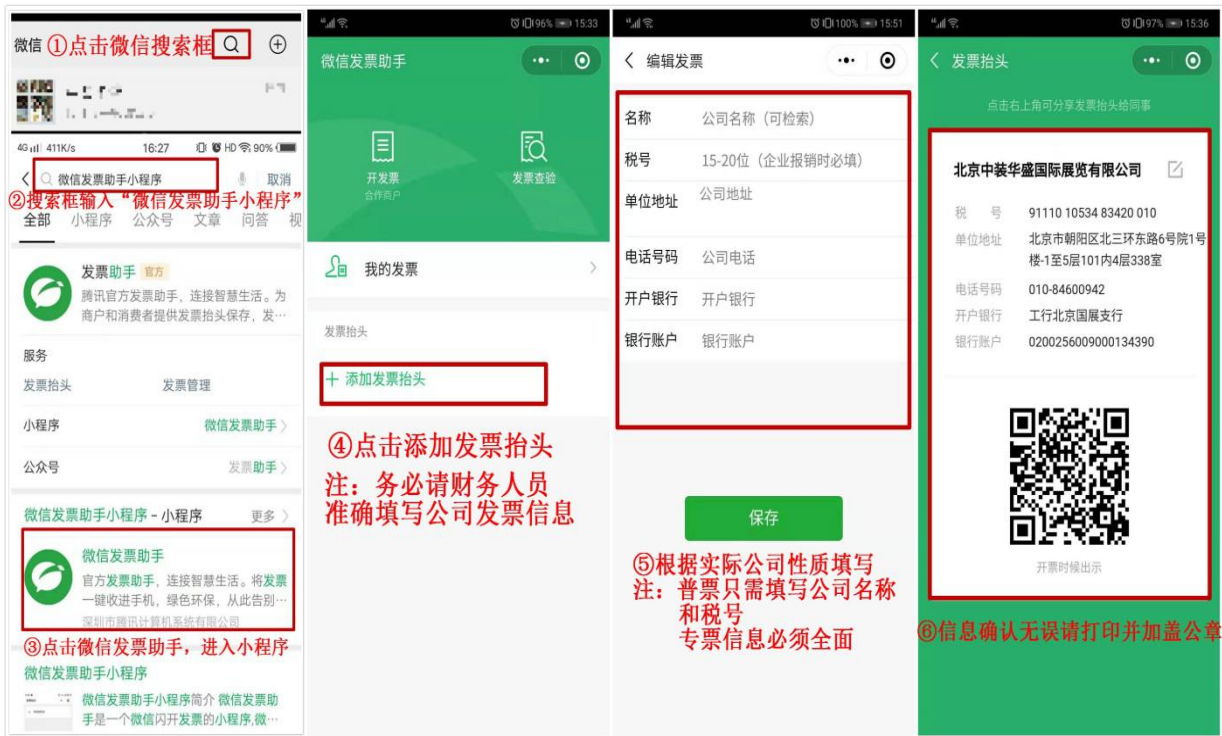 微信 ①点击微信搜索框
4G 411K/s 16:27 HD 90%
微信发票助手小程序 取消
②搜索框输入“微信发票助手小程序”
全部 小程序 公众号 文章 问答 视
发票助手 官方
腾讯官方发票助手，连接智慧生活。为
商户和消费者提供发票抬头保存，发…
服务
发票抬头 发票管理
小程序 微信发票助手
公众号 发票助手
微信发票助手小程序 - 小程序 更多
微信发票助手
官方发票助手，连接智慧生活。将发票
一键收进手机，绿色环保，从此告别…
深圳市腾讯计算机系统有限公司
③点击微信发票助手，进入小程序
微信发票助手小程序
微信发票助手小程序简介 微信发票助
手是一个微信闪开发票的小程序,微…
96% 15:33
微信发票助手
开发票 发票查验
合作商户
我的发票
发票抬头
+ 添加发票抬头
④点击添加发票抬头
注：务必请财务人员
准确填写公司发票信息
100% 15:51
编辑发票
名称 公司名称（可检索）
税号 15-20位（企业报销时必填）
单位地址 公司地址
电话号码 公司电话
开户银行 开户银行
银行账户 银行账户
保存
⑤根据实际公司性质填写
注：普票只需填写公司名称
和税号
专票信息必须全面
97% 15:36
发票抬头
点击右上角可分享发票抬头给同事
北京中装华盛国际展览有限公司
税 号 91110 10534 83420 010
单位地址 北京市朝阳区北三环东路6号院1号
楼-1至5层101内4层338室
电话号码 010-84600942
开户银行 工行北京国展支行
银行账户 0200256009000134390
开票时候出示
⑥信息确认无误请打印并加盖公章